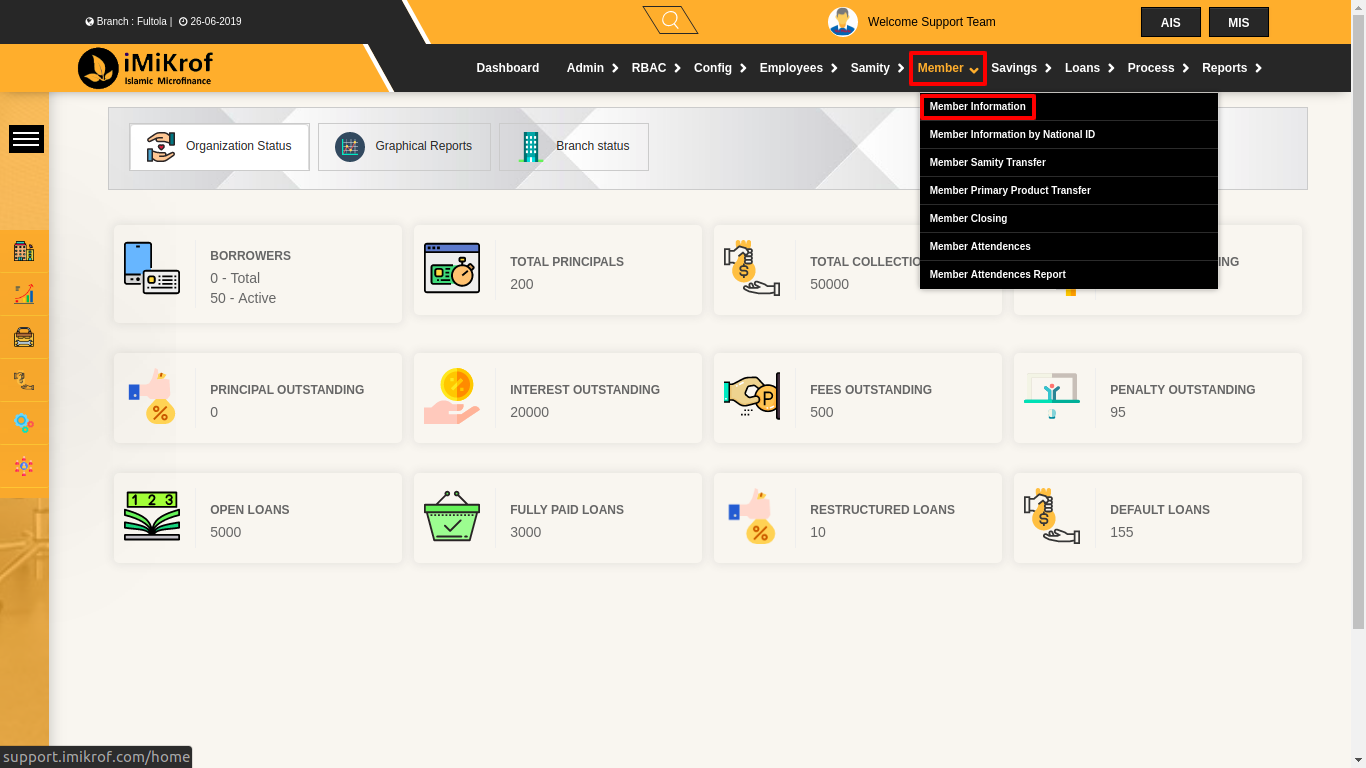 Branch : Fultola | 26-06-2019
Welcome Support Team
AIS
MIS
iMiKrof
Islamic Microfinance
Dashboard Admin RBAC Config Employees Samity Member Savings Loans Process Reports
Member Information
Member Information by National ID
Member Samity Transfer
Member Primary Product Transfer
Member Closing
Member Attendences
Member Attendences Report
Organization Status
Graphical Reports
Branch status
BORROWERS
0 - Total
50 - Active
TOTAL PRINCIPALS
200
TOTAL COLLECTIO
50000
NG
PRINCIPAL OUTSTANDING
0
INTEREST OUTSTANDING
20000
FEES OUTSTANDING
500
PENALTY OUTSTANDING
95
1 2 3
OPEN LOANS
5000
FULLY PAID LOANS
3000
RESTRUCTURED LOANS
10
DEFAULT LOANS
155
support.imikrof.com/home